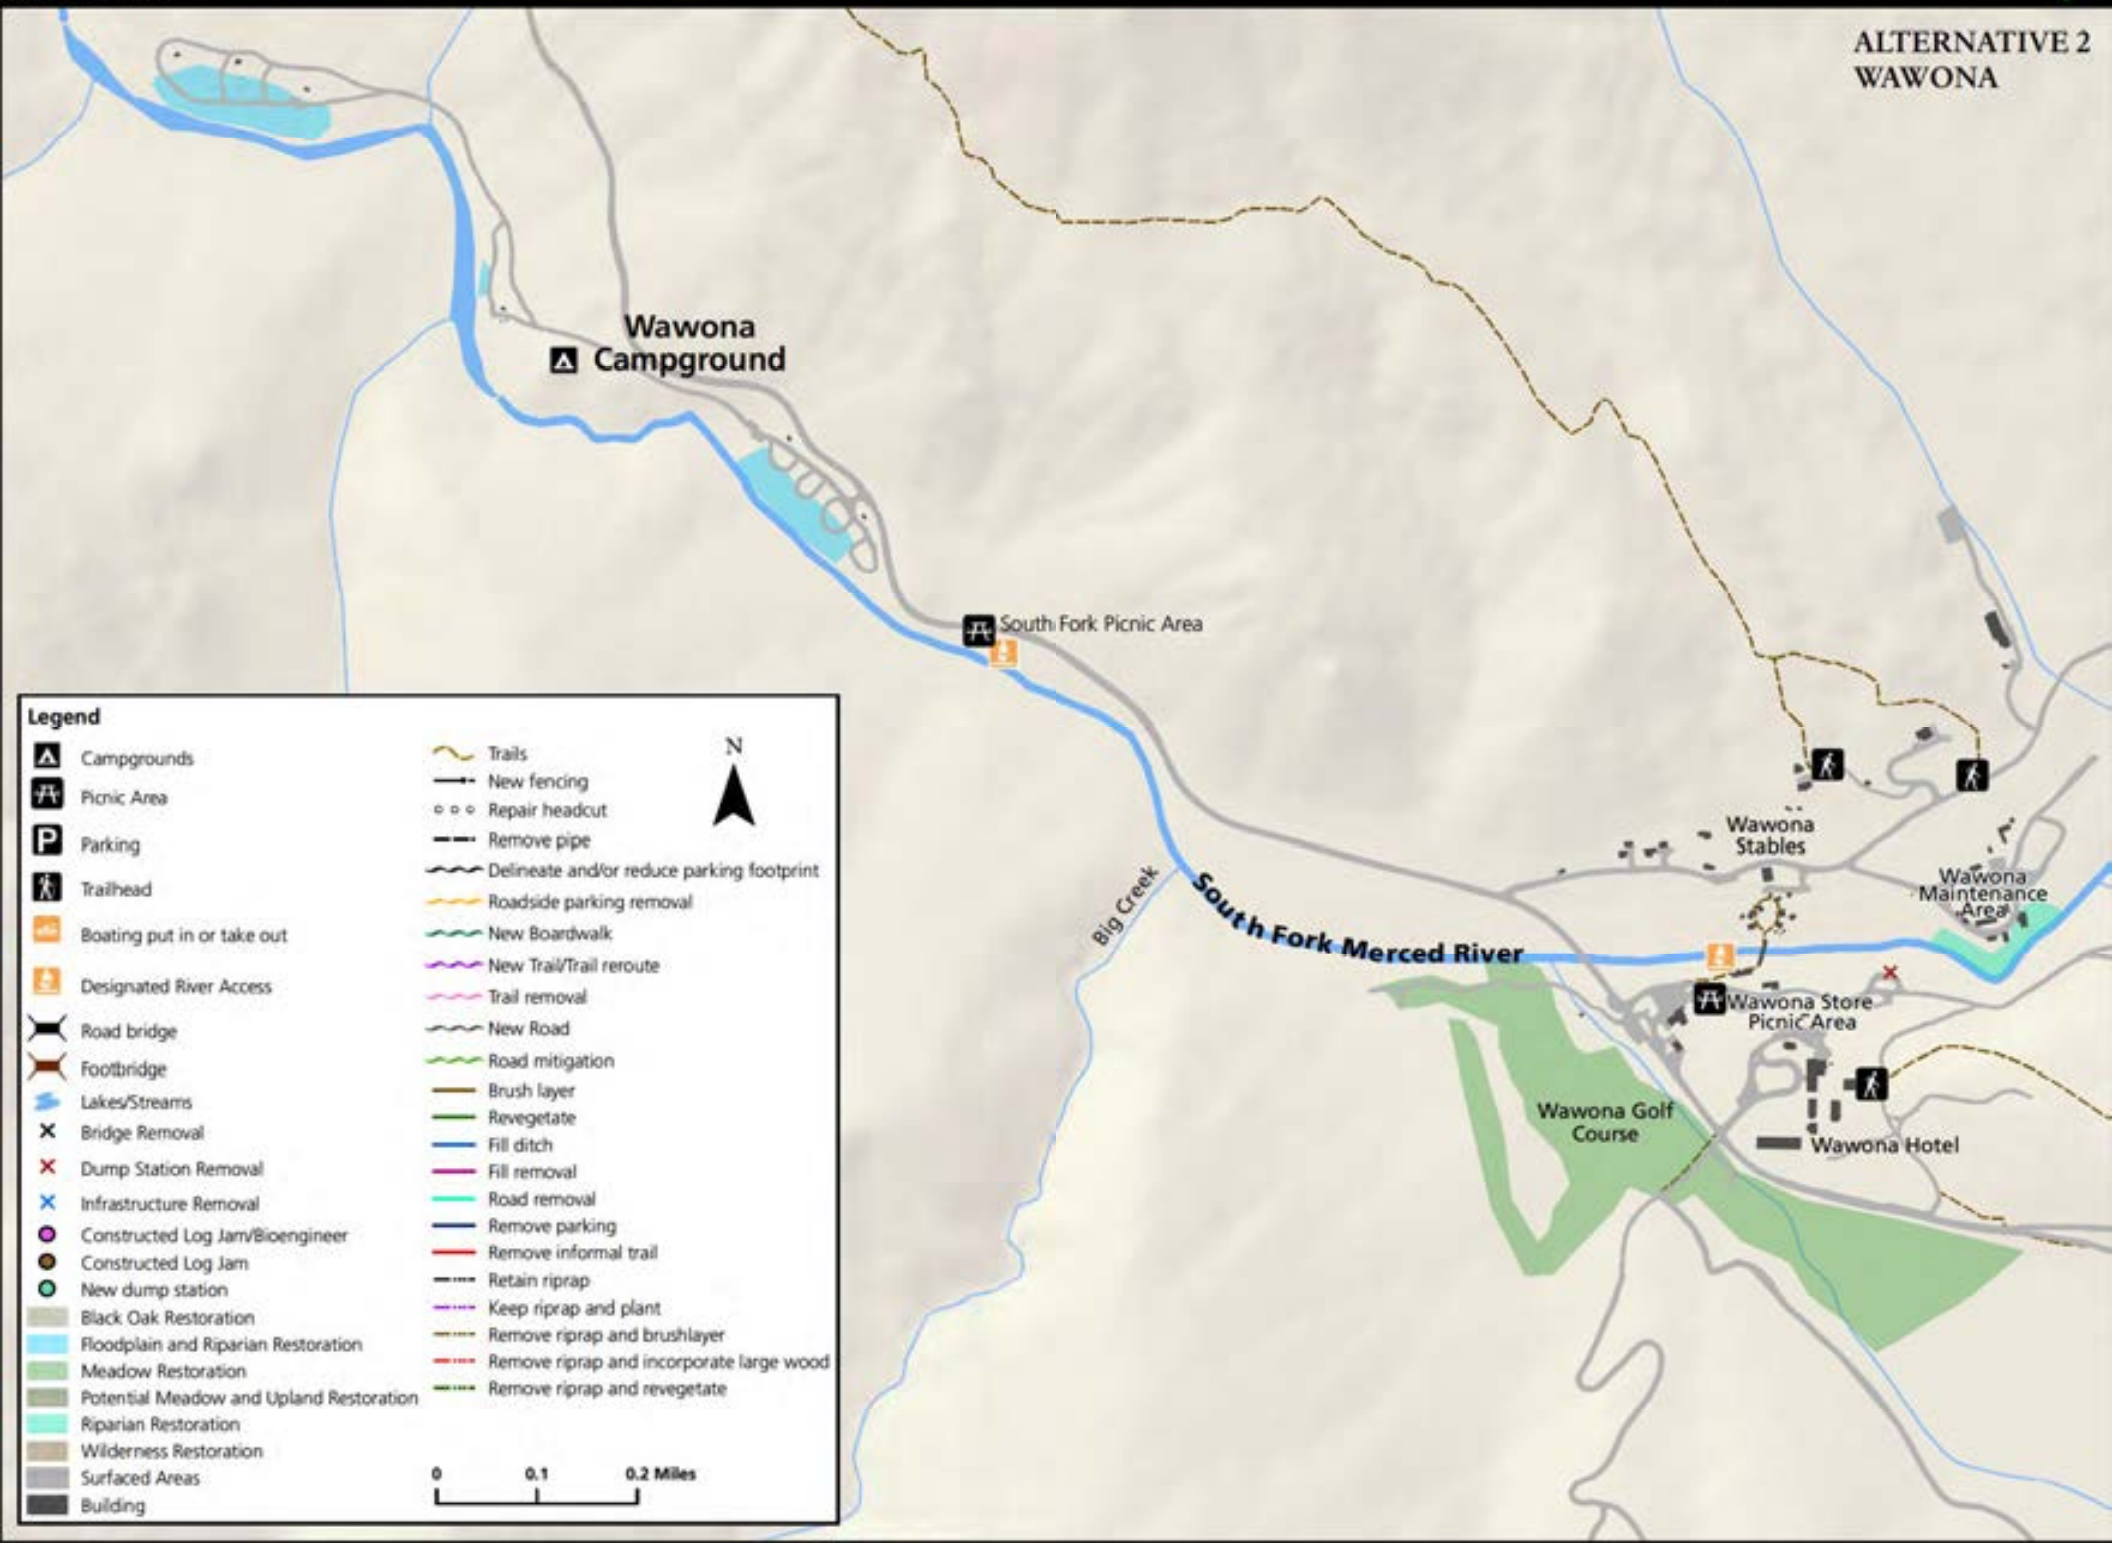 ALTERNATIVE 2
WAWONA
Wawona
Campground
South Fork Picnic Area
Wawona
Stables
Wawona
Maintenance
Area
Big Creek
South Fork Merced River
Wawona Store
Picnic Area
Wawona Golf
Course
Wawona Hotel
Legend
Campgrounds
Picnic Area
P
Parking
Trailhead
Boating put in or take out
Designated River Access
Road bridge
Footbridge
Lakes/Streams
Bridge Removal
Dump Station Removal
Infrastructure Removal
Constructed Log Jam/Bioengineer
Constructed Log Jam
New dump station
Black Oak Restoration
Floodplain and Riparian Restoration
Meadow Restoration
Potential Meadow and Upland Restoration
Riparian Restoration
Wilderness Restoration
Surfaced Areas
Building
Trails
New fencing
Repair headcut
Remove pipe
Delineate and/or reduce parking footprint
Roadside parking removal
New Boardwalk
New Trail/Trail reroute
Trail removal
New Road
Road mitigation
Brush layer
Revegetate
Fill ditch
Fill removal
Road removal
Remove parking
Remove informal trail
Retain riprap
Keep riprap and plant
Remove riprap and brushlayer
Remove riprap and incorporate large wood
Remove riprap and revegetate
N
0 0.1 0.2 Miles